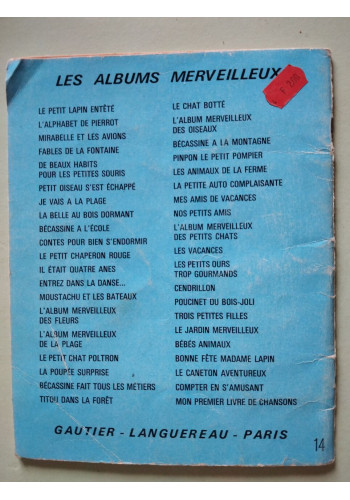 LES ALBUMS MERVEILLEUX
LE PETIT LAPIN ENTÊTÉ
L'ALPHABET DE PIERROT
MIRABELLE ET LES AVIONS
FABLES DE LA FONTAINE
DE BEAUX HABITS
POUR LES PETITS SOURIS
PETIT OISEAU S'EST ÉCHAPPÉ
JE VAIS A LA PLAGE
LA BELLE AU BOIS DORMANT
BÉCASSINE A L'ÉCOLE
CONTES POUR BIEN S'ENDORMIR
LE PETIT CHAPERON ROUGE
IL ÉTAIT QUATRE ANES
ENTREZ DANS LA DANSE...
MOUSTACHU ET LES BATEAUX
L'ALBUM MERVEILLEUX
DES FLEURS
L'ALBUM MERVEILLEUX
DE LA PLAGE
LE PETIT CHAT POLTRON
LA POUPÉE SURPRISE
BÉCASSINE FAIT TOUS LES MÉTIERS
TITOU DANS LA FORÊT
LE CHAT BOTTÉ
L'ALBUM MERVEILLEUX
DES OISEAUX
BÉCASSINE A LA MONTAGNE
PINPON LE PETIT POMPIER
LES ANIMAUX DE LA FERME
LA PETITE AUTO COMPLAISANTE
MES AMIS DE VACANCES
NOS PETITS AMIS
L'ALBUM MERVEILLEUX
DES PETITS CHATS
LES VACANCES
LES PETITS OURS
TROP GOURMANDS
CENDRILLON
POUCINET DU BOIS-JOLI
TROIS PETITES FILLES
LE JARDIN MERVEILLEUX
BÉBÉS ANIMAUX
BONNE FÊTE MADAME LAPIN
LE CANETON AVENTUREUX
COMPTER EN S'AMUSANT
MON PREMIER LIVRE DE CHANSONS
GAUTIER - LANGUEREAU - PARIS
14